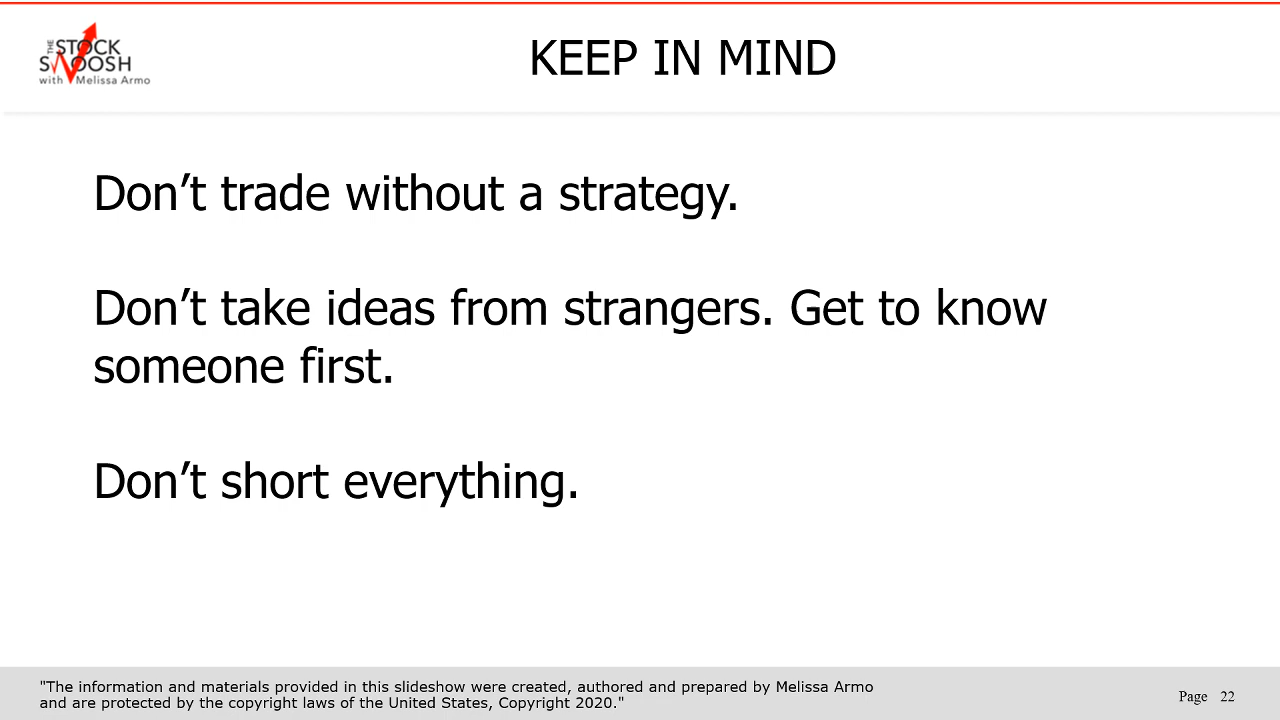 THE
STOCK
SWOOSH
with Melissa Armo
KEEP IN MIND
Don’t trade without a strategy.
Don’t take ideas from strangers. Get to know
someone first.
Don’t short everything.
"The information and materials provided in this slideshow were created, authored and prepared by Melissa Armo
and are protected by the copyright laws of the United States, Copyright 2020."
Page 22